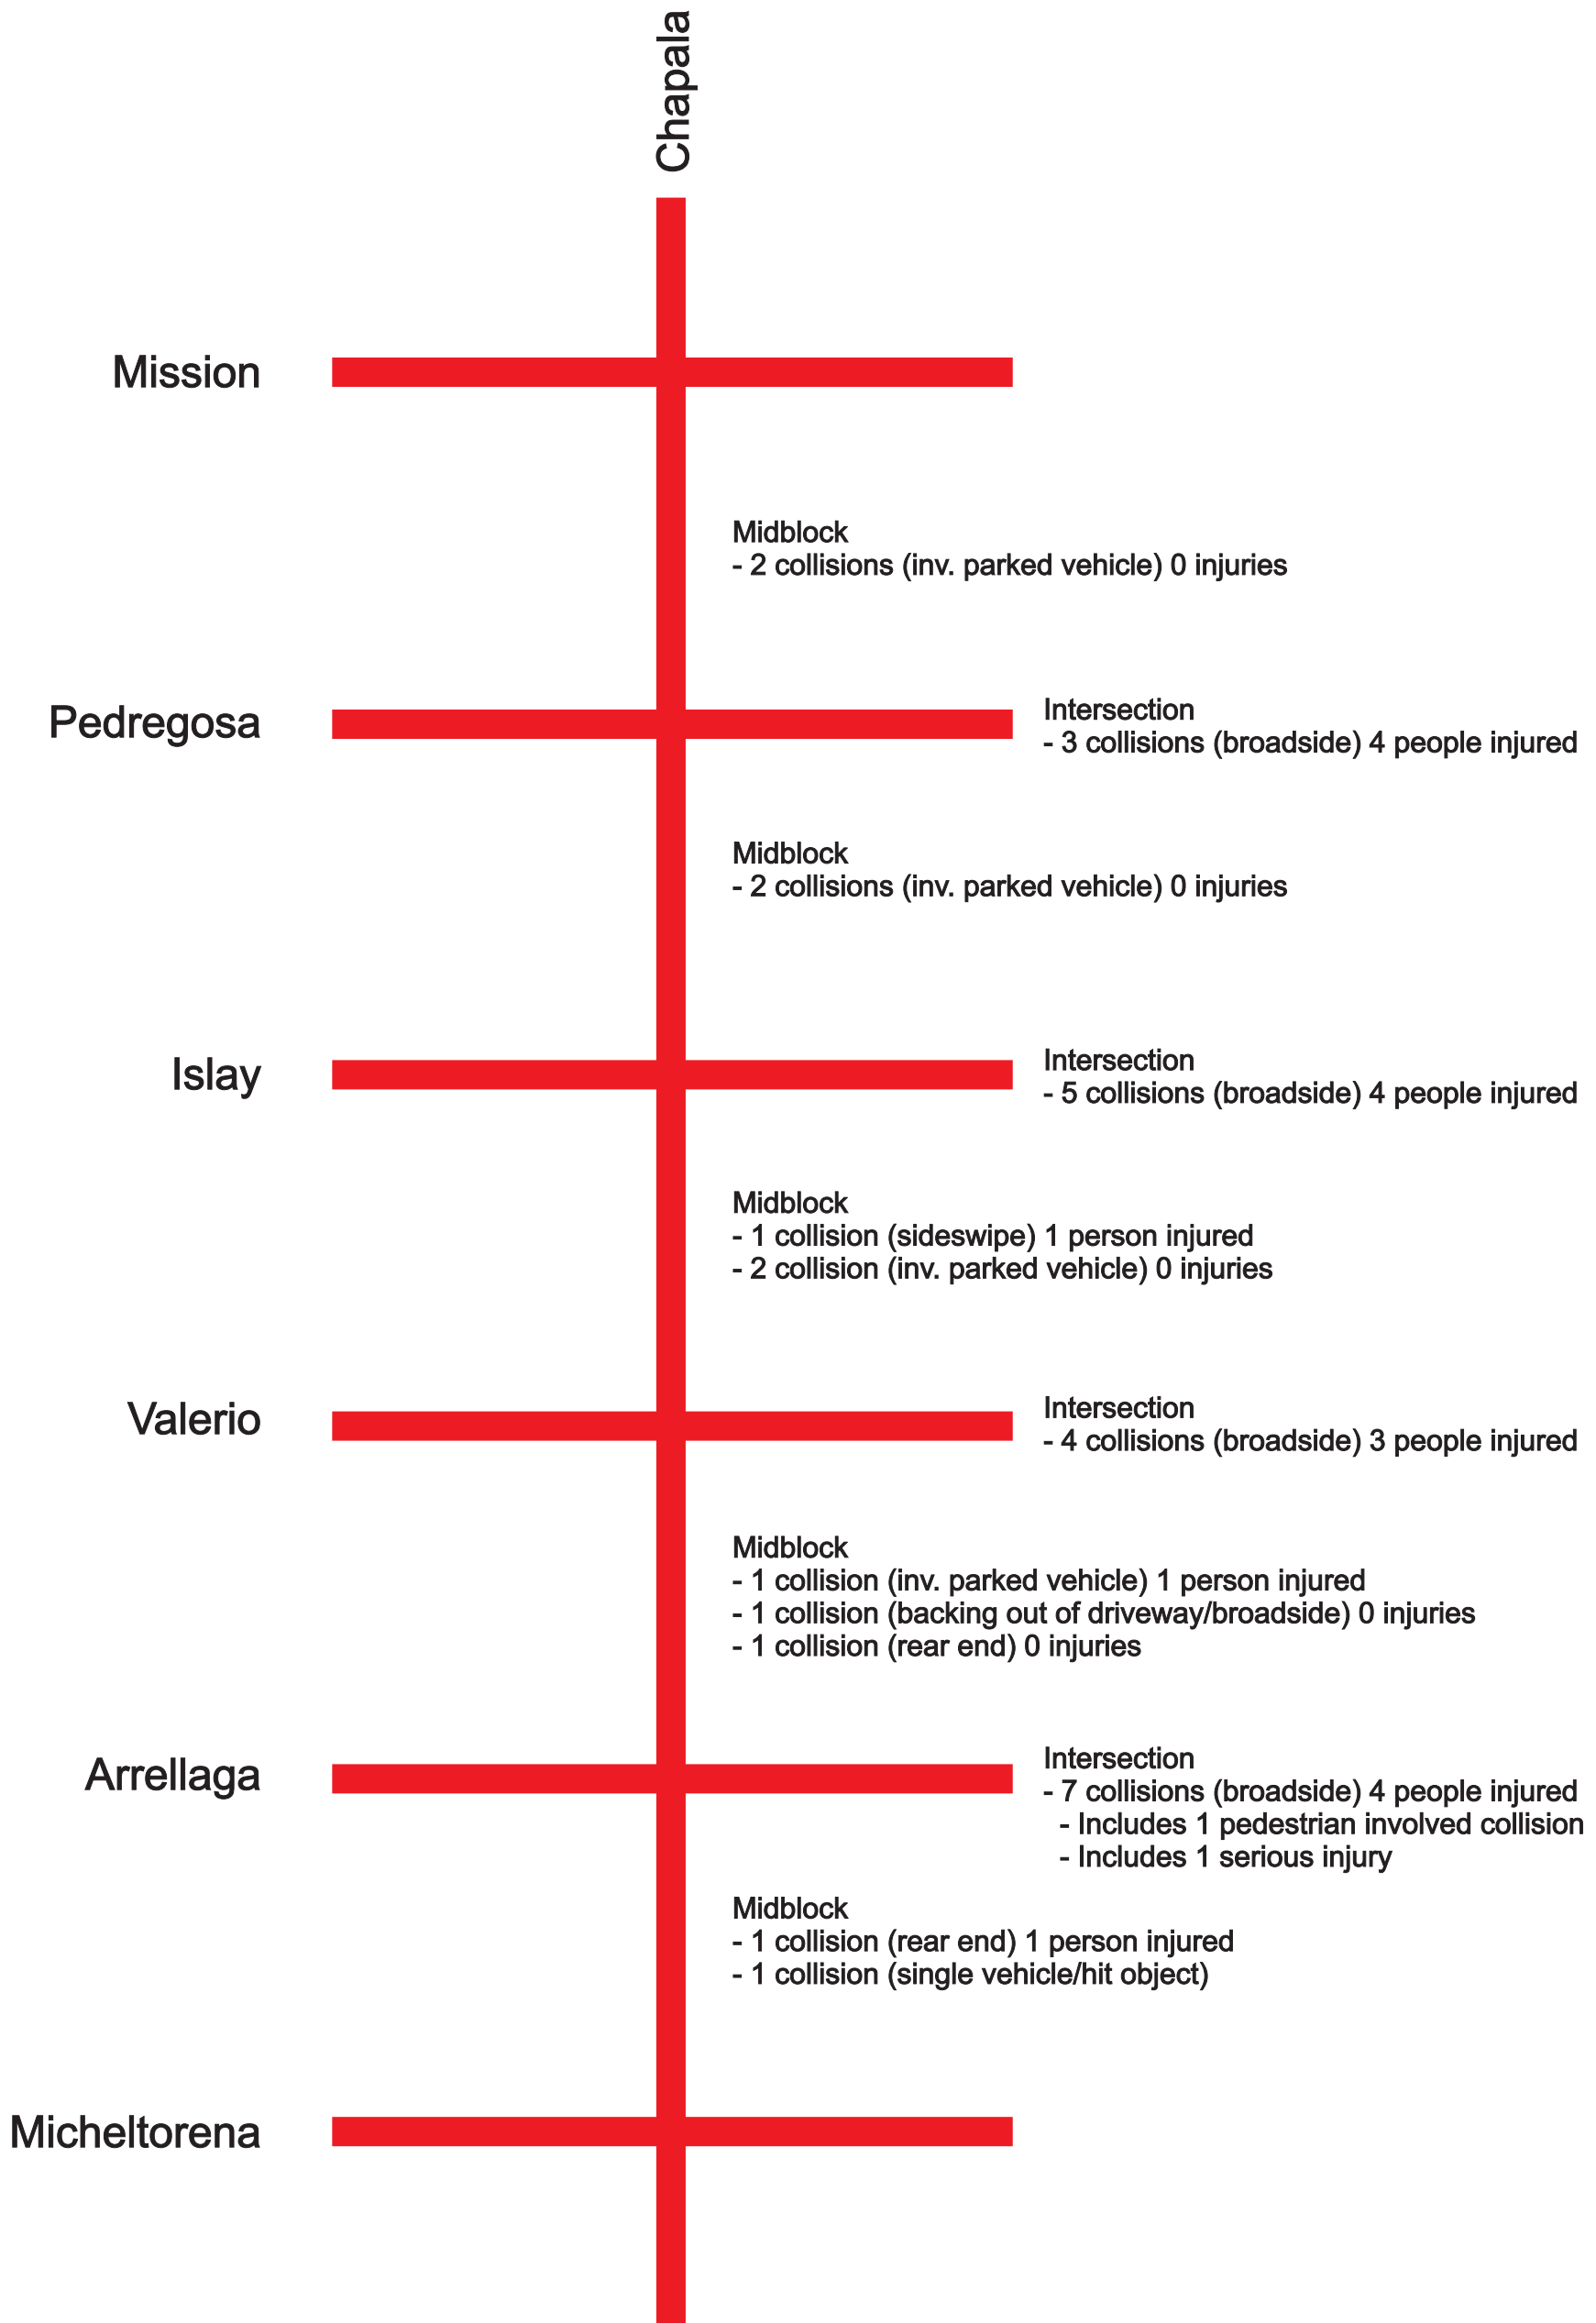 Chapala
Mission
Midblock
- 2 collisions (inv. parked vehicle) 0 injuries
Pedregosa
Intersection
- 3 collisions (broadside) 4 people injured
Midblock
- 2 collisions (inv. parked vehicle) 0 injuries
Islay
Intersection
- 5 collisions (broadside) 4 people injured
Midblock
- 1 collision (sideswipe) 1 person injured
- 2 collision (inv. parked vehicle) 0 injuries
Valerio
Intersection
- 4 collisions (broadside) 3 people injured
Midblock
- 1 collision (inv. parked vehicle) 1 person injured
- 1 collision (backing out of driveway/broadside) 0 injuries
- 1 collision (rear end) 0 injuries
Arrellaga
Intersection
- 7 collisions (broadside) 4 people injured
- Includes 1 pedestrian involved collision
- Includes 1 serious injury
Midblock
- 1 collision (rear end) 1 person injured
- 1 collision (single vehicle/hit object)
Micheltorena